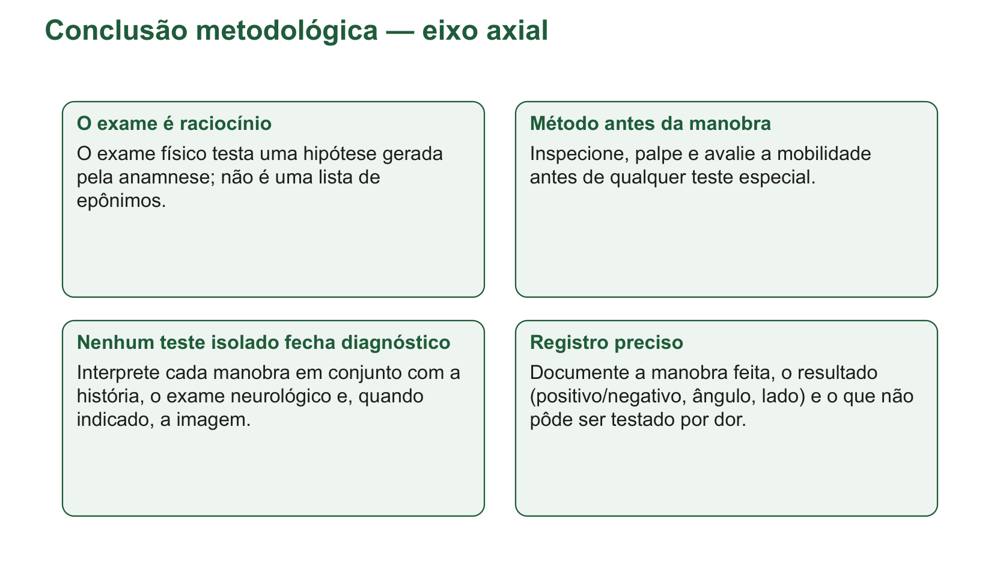 Conclusão metodológica — eixo axial
O exame é raciocínio
O exame físico testa uma hipótese gerada
pela anamnese; não é uma lista de
epônimos.
Método antes da manobra
Inspecione, palpe e avalie a mobilidade
antes de qualquer teste especial.
Nenhum teste isolado fecha diagnóstico
Interprete cada manobra em conjunto com a
história, o exame neurológico e, quando
indicado, a imagem.
Registro preciso
Documente a manobra feita, o resultado
(positivo/negativo, ângulo, lado) e o que não
pôde ser testado por dor.